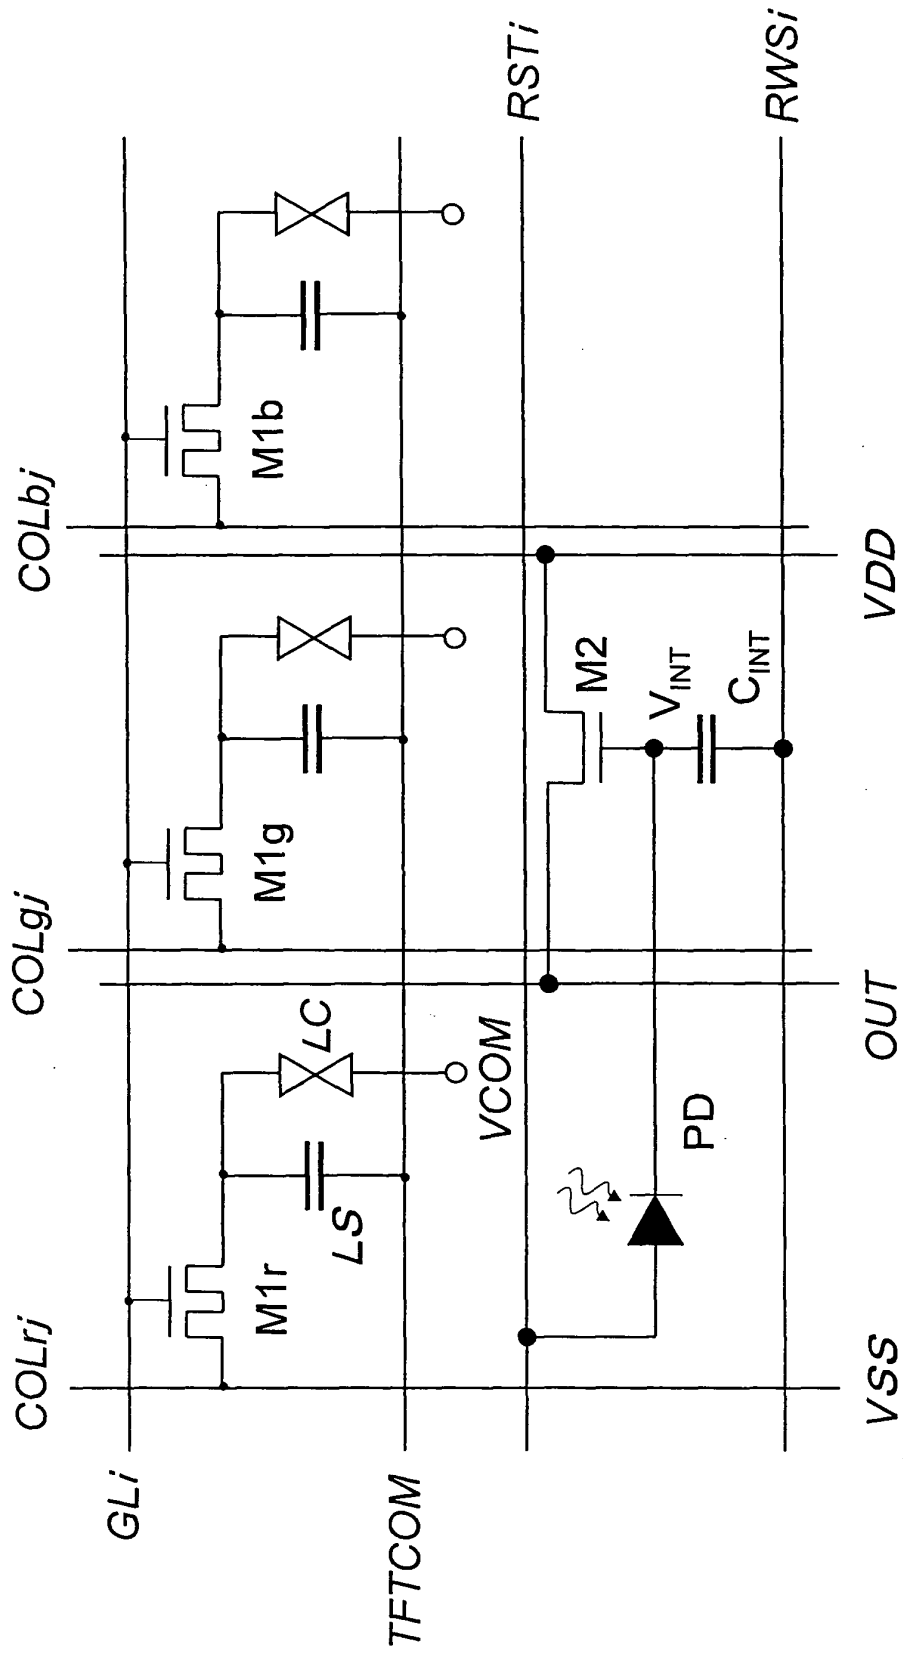 COLrj
COLgj
COLbj
GLi
M1r
M1g
M1b
LS
LC
TFTCOM
VCOM
RSTi
M2
PD
VINT
CINT
RWSi
VSS
OUT
VDD